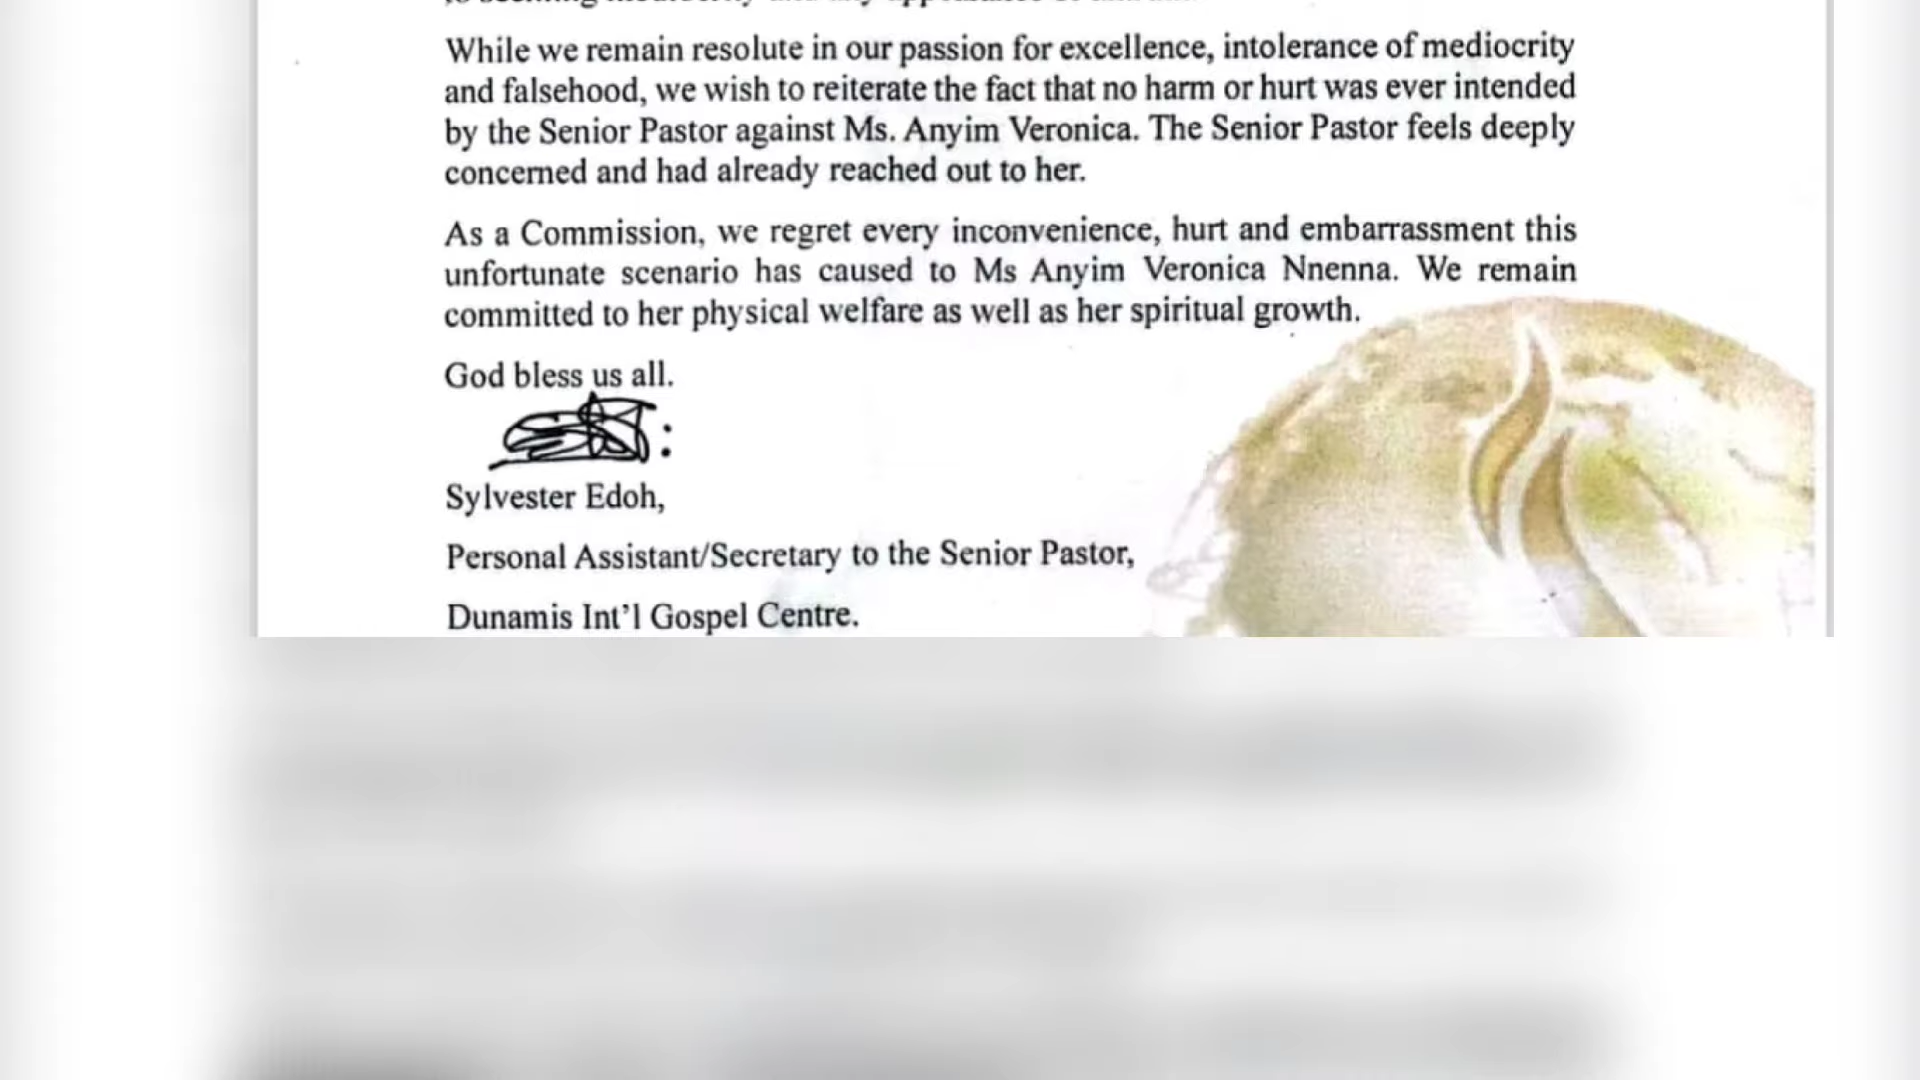 While we remain resolute in our passion for excellence, intolerance of mediocrity
and falsehood, we wish to reiterate the fact that no harm or hurt was ever intended
by the Senior Pastor against Ms. Anyim Veronica. The Senior Pastor feels deeply
concerned and had already reached out to her.
As a Commission, we regret every inconvenience, hurt and embarrassment this
unfortunate scenario has caused to Ms Anyim Veronica Nnenna. We remain
committed to her physical welfare as well as her spiritual growth.
God bless us all.
Sylvester Edoh,
Personal Assistant/Secretary to the Senior Pastor,
Dunamis Int’l Gospel Centre.